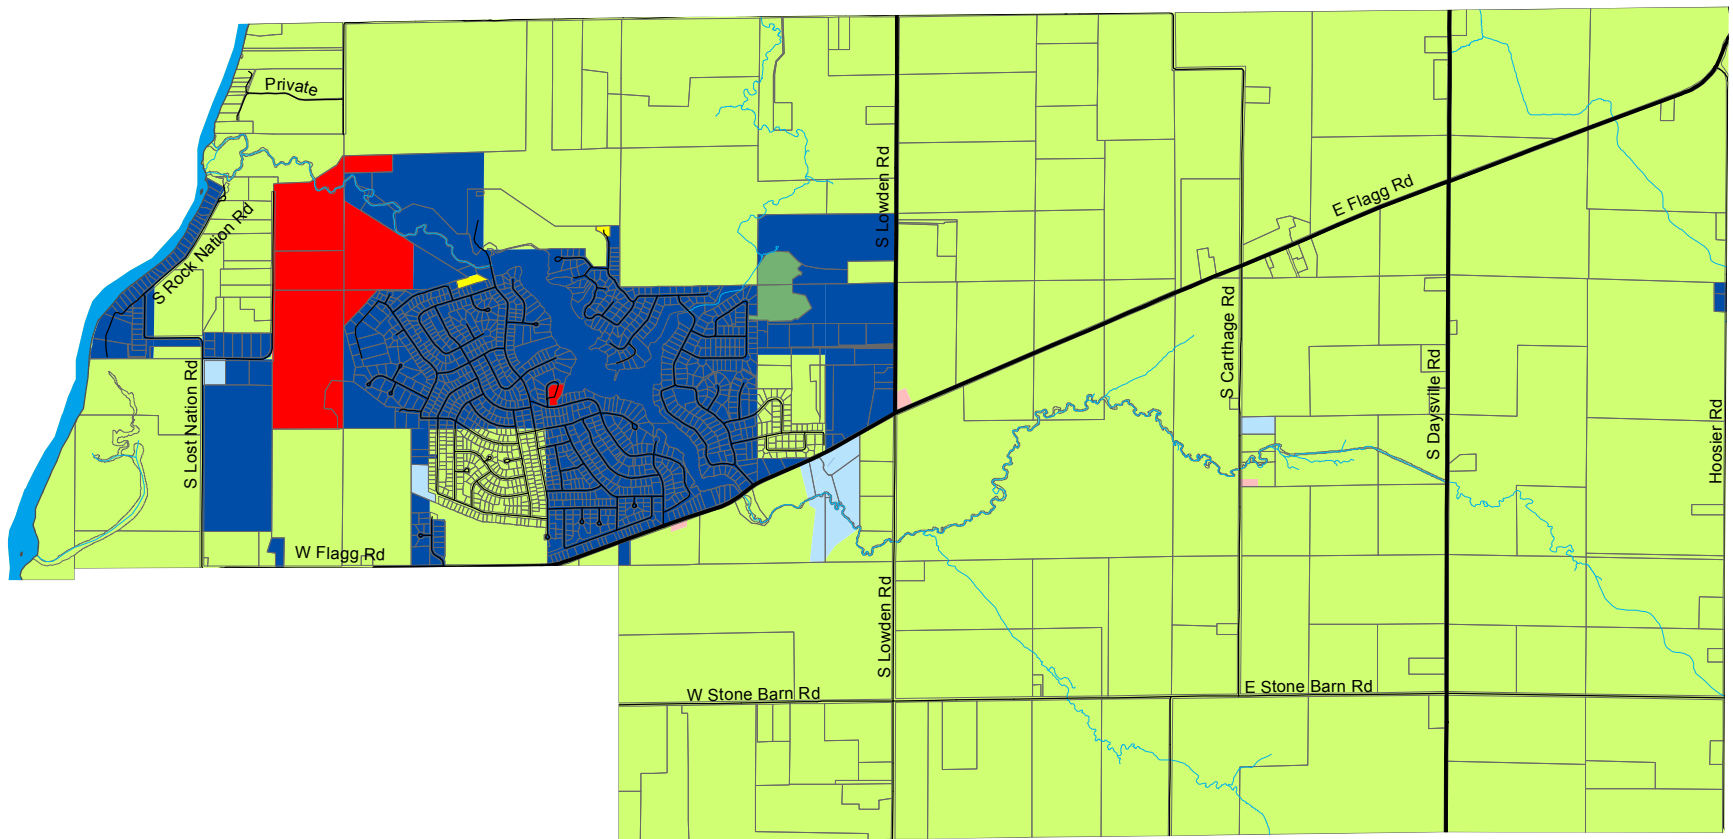 Private
S Rock Nation Rd
S Lowden Rd
E Flagg Rd
S Carthage Rd
S Daysville Rd
Hoosier Rd
S Lost Nation Rd
W Flagg Rd
S Lowden Rd
W Stone Barn Rd
E Stone Barn Rd